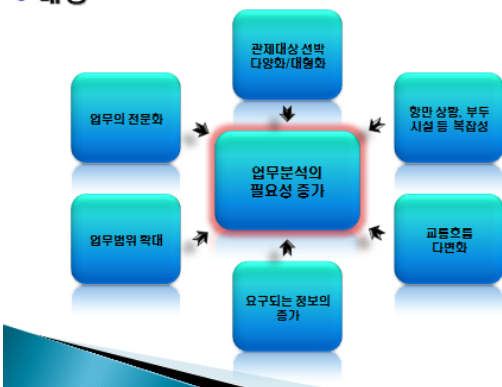 관제대상 선박
다양화/대형화
업무의 전문화
항만 상황, 부두
시설 등 복잡성
업무분석의
필요성 증가
업무범위 확대
교통흐름
다변화
요구되는 정보의
증가